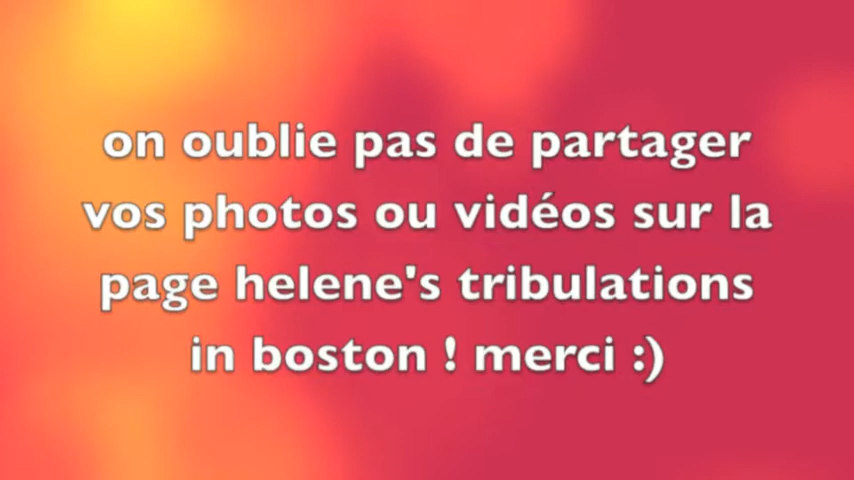 on oublie pas de partager
vos photos ou vidéos sur la
page helene's tribulations
in boston ! merci :)